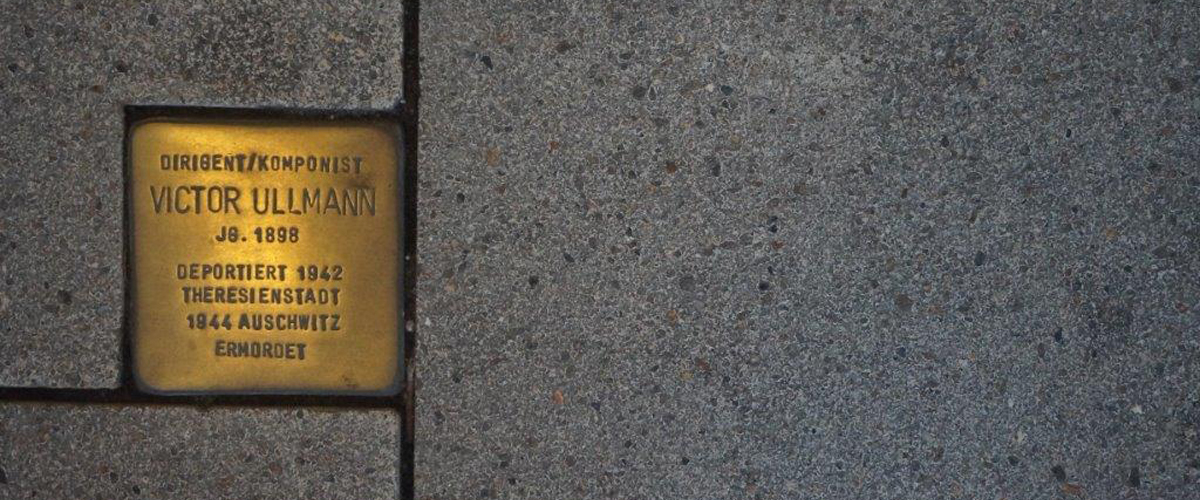 DIRIGENT/KOMPONIST
VICTOR ULLMANN
JG. 1898
DEPORTIERT 1942
THERESIENSTADT
1944 AUSCHWITZ
ERMORDET